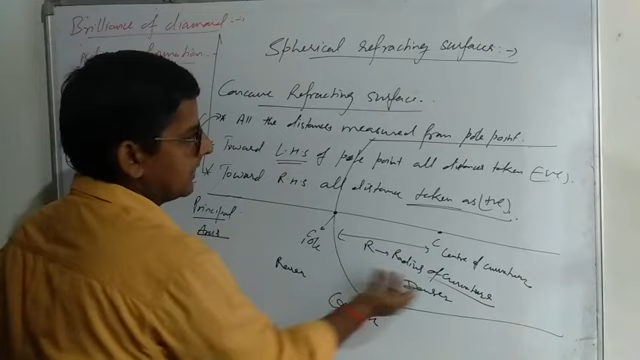 Brilliance of diamond :-
Spherical refracting surfaces :-
Concave Refracting surface.
* All the distances measured from pole point.
Toward L.H.S of pole point all distances taken (-ve).
* Toward R H S all distance taken as (+ve).
Principal
Axis
Pole
C Centre of curvature
R → Radius of curvature
Rarer
Denser